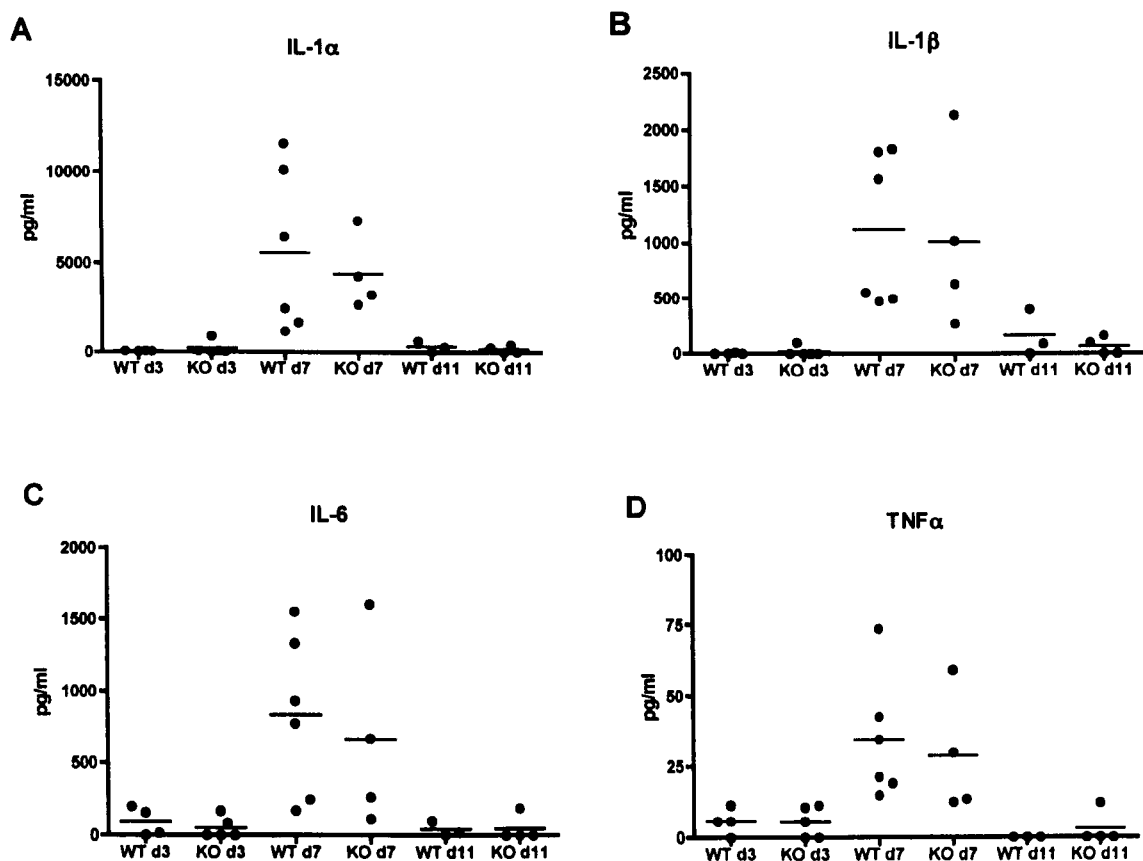 A
IL-1α
15000
10000
5000
0
pg/ml
WT d3 KO d3 WT d7 KO d7 WT d11 KO d11
B
IL-1β
2500
2000
1500
1000
500
0
pg/ml
WT d3 KO d3 WT d7 KO d7 WT d11 KO d11
C
IL-6
2000
1500
1000
500
0
pg/ml
WT d3 KO d3 WT d7 KO d7 WT d11 KO d11
D
TNFα
100
75
50
25
0
pg/ml
WT d3 KO d3 WT d7 KO d7 WT d11 KO d11